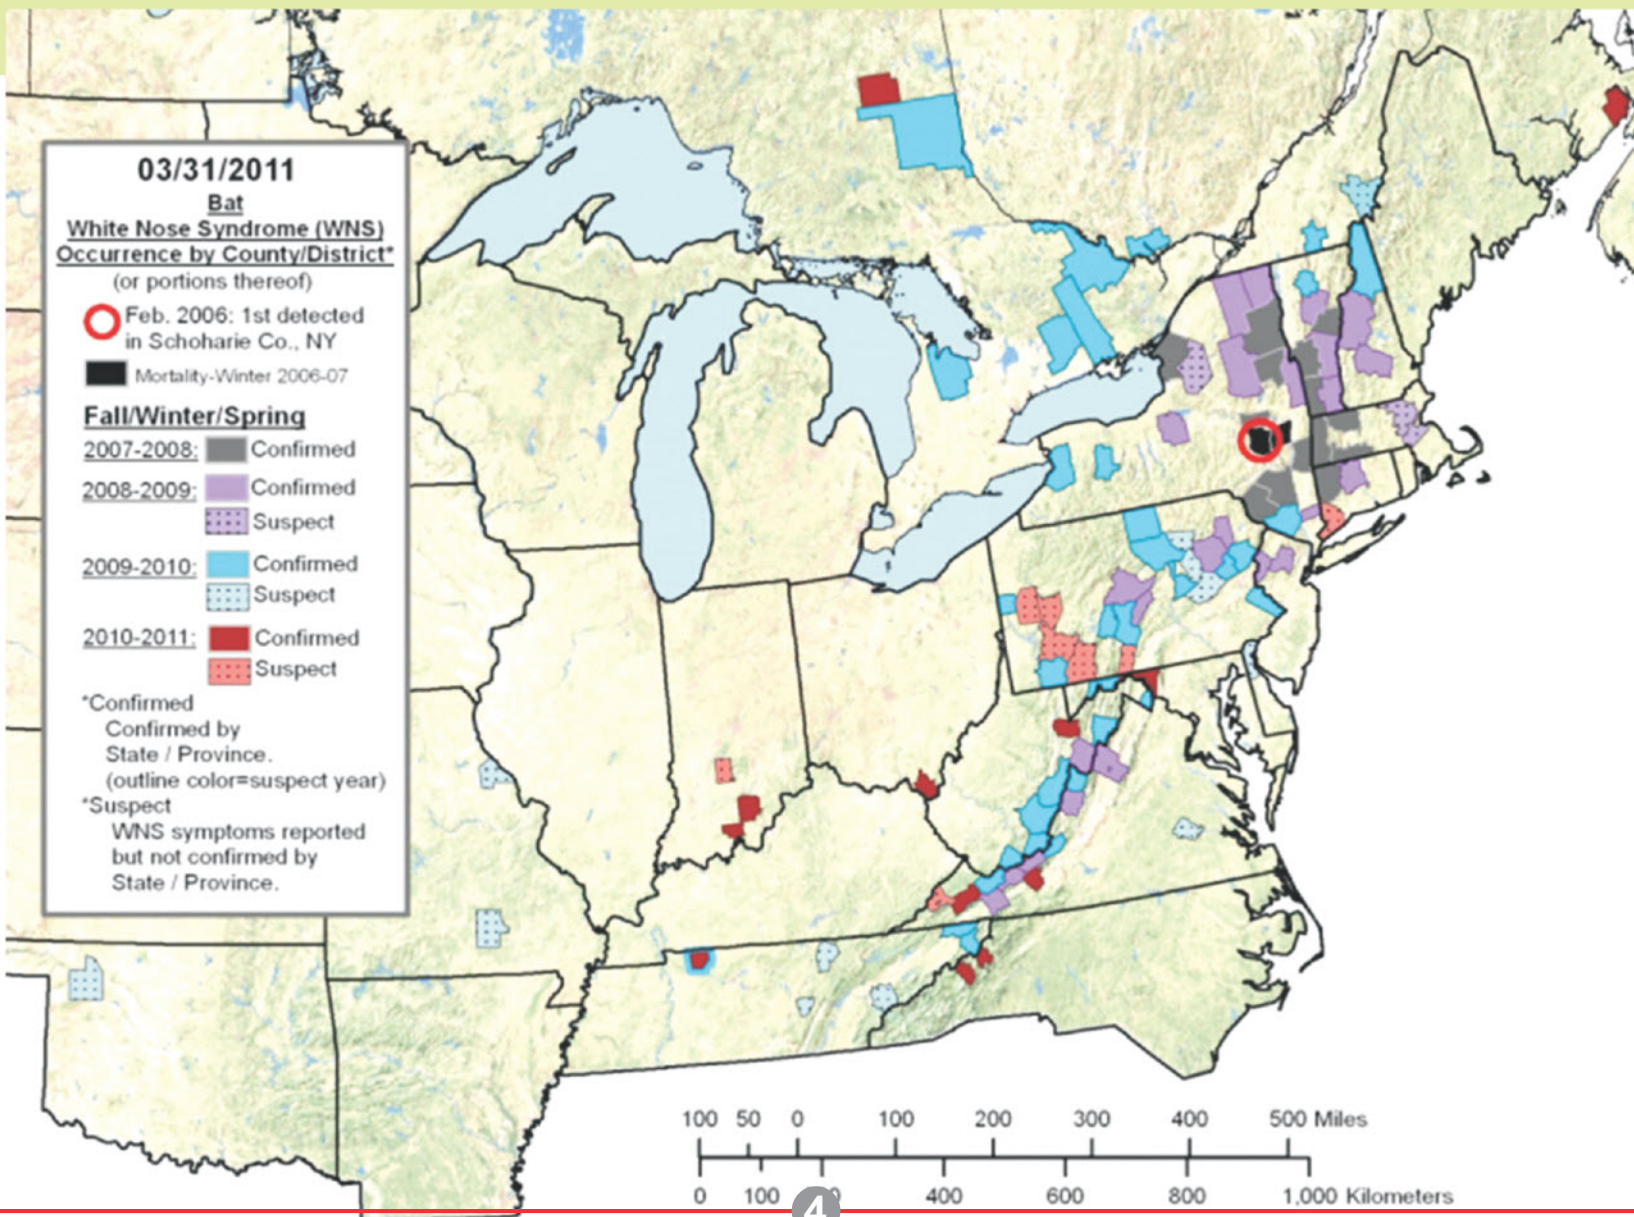 03/31/2011
Bat
White Nose Syndrome (WNS)
Occurrence by County/District*
(or portions thereof)
Feb. 2006: 1st detected
in Schoharie Co., NY
Mortality-Winter 2006-07
Fall/Winter/Spring
2007-2008: Confirmed
2008-2009: Confirmed
Suspect
2009-2010: Confirmed
Suspect
2010-2011: Confirmed
Suspect
*Confirmed
Confirmed by
State / Province.
(outline color=suspect year)
*Suspect
WNS symptoms reported
but not confirmed by
State / Province.
100 50 0 100 200 300 400 500 Miles
0 100 400 600 800 1,000 Kilometers
4